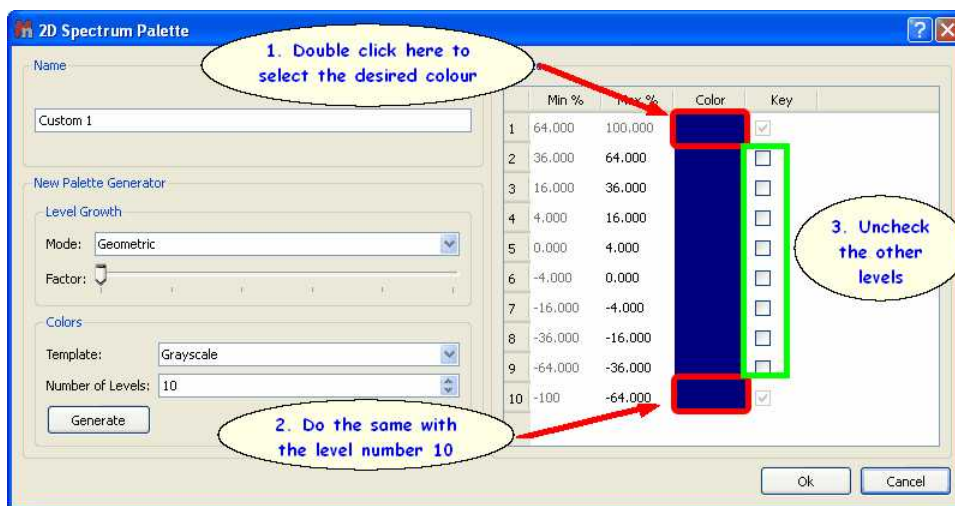 2D Spectrum Palette
1. Double click here to
select the desired colour
Name
Custom 1
New Palette Generator
Level Growth
Mode: Geometric
Factor:
Colors
Template: Grayscale
Number of Levels: 10
Generate
Min % Max % Color Key
1 64.000 100.000
2 36.000 64.000
3 16.000 36.000
4 4.000 16.000
5 0.000 4.000
6 -4.000 0.000
7 -16.000 -4.000
8 -36.000 -16.000
9 -64.000 -36.000
10 -100 -64.000
3. Uncheck
the other
levels
2. Do the same with
the level number 10
Ok Cancel